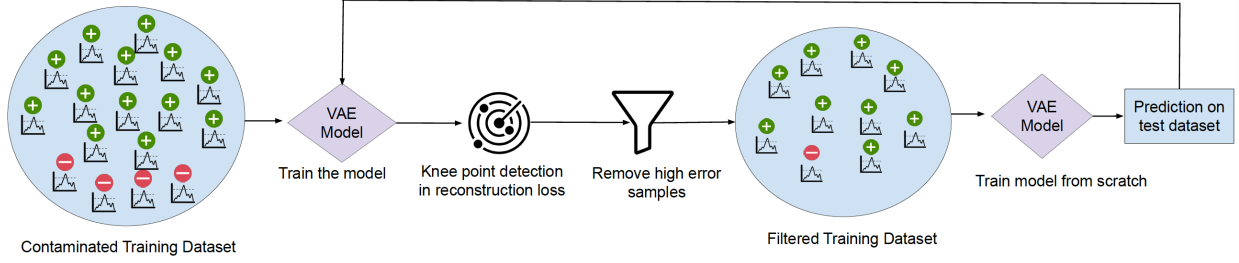 VAE
Model
VAE
Model
Prediction on
test dataset
Train the model
Knee point detection
in reconstruction loss
Remove high error
samples
Train model from scratch
Contaminated Training Dataset
Filtered Training Dataset